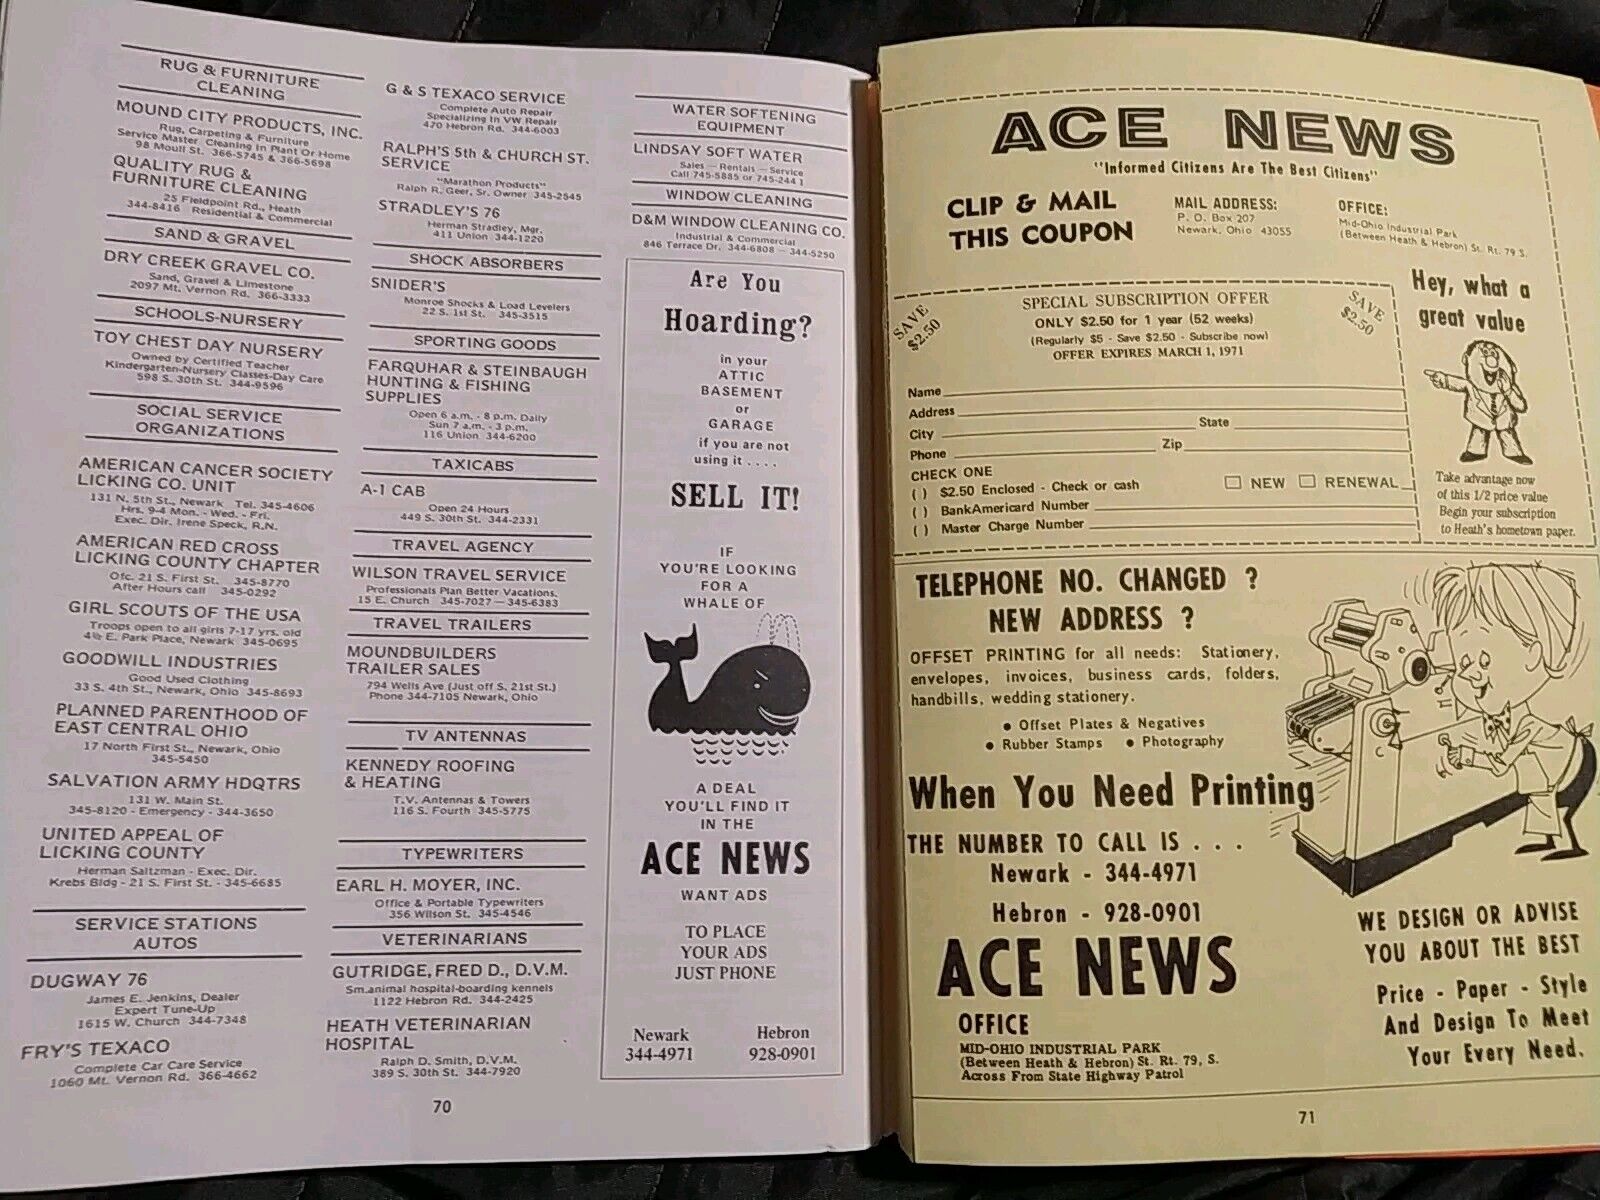 RUG & FURNITURE
CLEANING
MOUND CITY PRODUCTS, INC.
Rug, Carpeting & Furniture
Service Master Cleaning In Plant Or Home
98 Moull St. 366-5745 & 366-5698
QUALITY RUG &
FURNITURE CLEANING
25 Fieldpoint Rd., Heath
344-8416 Residential & Commercial
SAND & GRAVEL
DRY CREEK GRAVEL CO.
Sand, Gravel & Limestone
2097 Mt. Vernon Rd. 366-3333
SCHOOLS-NURSERY
TOY CHEST DAY NURSERY
Owned by Certified Teacher
Kindergarten-Nursery Classes-Day Care
598 S. 30th St. 344-9596
SOCIAL SERVICE
ORGANIZATIONS
AMERICAN CANCER SOCIETY
LICKING CO. UNIT
131 N. 5th St., Newark Tel. 345-4606
Hrs. 9-4 Mon. - Wed. - Fri.
Exec. Dir. Irene Speck, R.N.
AMERICAN RED CROSS
LICKING COUNTY CHAPTER
Ofc. 21 S. First St. 345-8770
After Hours call 345-0292
GIRL SCOUTS OF THE USA
Troops open to all girls 7-17 yrs. old
4½ E. Park Place, Newark 345-0695
GOODWILL INDUSTRIES
Good Used Clothing
33 S. 4th St., Newark, Ohio 345-8693
PLANNED PARENTHOOD OF
EAST CENTRAL OHIO
17 North First St., Newark, Ohio
345-5450
SALVATION ARMY HDQTRS
131 W. Main St.
345-8120 - Emergency - 344-3650
UNITED APPEAL OF
LICKING COUNTY
Herman Saltzman - Exec. Dir.
Krebs Bldg - 21 S. First St. - 345-6685
SERVICE STATIONS
AUTOS
DUGWAY 76
James E. Jenkins, Dealer
Expert Tune-Up
1615 W. Church 344-7348
FRY'S TEXACO
Complete Car Care Service
1060 Mt. Vernon Rd. 366-4662
G & S TEXACO SERVICE
Complete Auto Repair
Specializing in VW Repair
470 Hebron Rd. 344-6003
RALPH'S 5th & CHURCH ST.
SERVICE
"Marathon Products"
Ralph R. Geer, Sr. Owner 345-2645
STRADLEY'S 76
Herman Stradley, Mgr.
411 Union 344-1220
SHOCK ABSORBERS
SNIDER'S
Monroe Shocks & Load Levelers
22 S. 1st St. 345-3515
SPORTING GOODS
FARQUHAR & STEINBAUGH
HUNTING & FISHING
SUPPLIES
Open 6 a.m. - 8 p.m. Daily
Sun 7 a.m. - 3 p.m.
116 Union 344-6200
TAXICABS
A-1 CAB
Open 24 Hours
449 S. 30th St. 344-2331
TRAVEL AGENCY
WILSON TRAVEL SERVICE
Professionals Plan Better Vacations.
15 E. Church 345-7027 — 345-6383
TRAVEL TRAILERS
MOUNDBUILDERS
TRAILER SALES
794 Wells Ave (Just off S. 21st St.)
Phone 344-7105 Newark, Ohio
TV ANTENNAS
KENNEDY ROOFING
& HEATING
T.V. Antennas & Towers
116 S. Fourth 345-5775
TYPEWRITERS
EARL H. MOYER, INC.
Office & Portable Typewriters
356 Wilson St. 345-4546
VETERINARIANS
GUTRIDGE, FRED D., D.V.M.
Sm.animal hospital-boarding kennels
1122 Hebron Rd. 344-2425
HEATH VETERINARIAN
HOSPITAL
Ralph D. Smith, D.V.M.
389 S. 30th St. 344-7920
WATER SOFTENING
EQUIPMENT
LINDSAY SOFT WATER
Sales — Rentals — Service
Call 745-5885 or 745-244 1
WINDOW CLEANING
D&M WINDOW CLEANING CO.
Industrial & Commercial
846 Terrace Dr. 344-6808 — 344-5250
Are You
Hoarding?
in your
ATTIC
BASEMENT
or
GARAGE
if you are not
using it ....
SELL IT!
IF
YOU'RE LOOKING
FOR A
WHALE OF
A DEAL
YOU'LL FIND IT
IN THE
ACE NEWS
WANT ADS
TO PLACE
YOUR ADS
JUST PHONE
Newark Hebron
344-4971 928-0901
70
ACE NEWS
"Informed Citizens Are The Best Citizens"
CLIP & MAIL
THIS COUPON
MAIL ADDRESS:
P. O. Box 207
Newark, Ohio 43055
OFFICE:
Mid-Ohio Industrial Park
(Between Heath & Hebron) St. Rt. 79 S.
SAVE
$2.50
SPECIAL SUBSCRIPTION OFFER
ONLY $2.50 for 1 year (52 weeks)
(Regularly $5 - Save $2.50 - Subscribe now)
OFFER EXPIRES MARCH 1, 1971
SAVE
$2.50
Name
Address
City State
Phone Zip
CHECK ONE
( ) $2.50 Enclosed - Check or cash
☐ NEW ☐ RENEWAL
( ) BankAmericard Number
( ) Master Charge Number
Hey, what a
great value
Take advantage now
of this 1/2 price value
Begin your subscription
to Heath's hometown paper.
TELEPHONE NO. CHANGED ?
NEW ADDRESS ?
OFFSET PRINTING for all needs: Stationery,
envelopes, invoices, business cards, folders,
handbills, wedding stationery.
• Offset Plates & Negatives
• Rubber Stamps • Photography
When You Need Printing
THE NUMBER TO CALL IS . . .
Newark - 344-4971
Hebron - 928-0901
ACE NEWS
OFFICE
MID-OHIO INDUSTRIAL PARK
(Between Heath & Hebron) St. Rt. 79, S.
Across From State Highway Patrol
WE DESIGN OR ADVISE
YOU ABOUT THE BEST
Price - Paper - Style
And Design To Meet
Your Every Need.
71